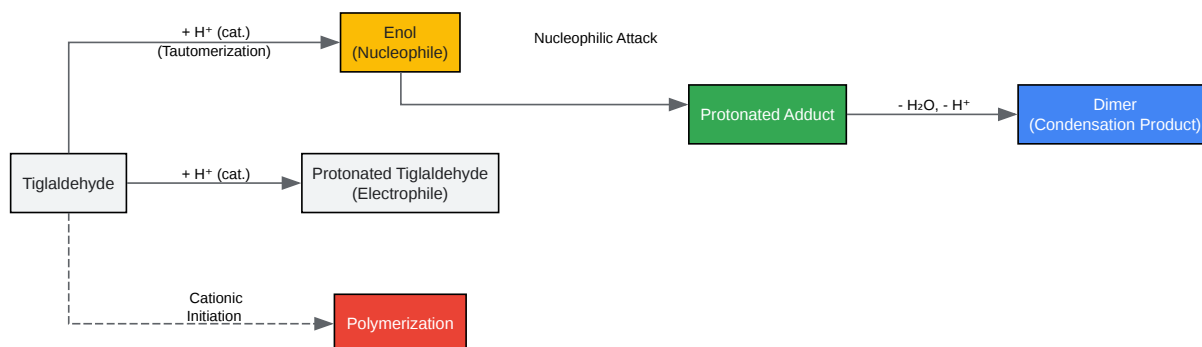 + H⁺ (cat.)
(Tautomerization)
Enol
(Nucleophile)
Nucleophilic Attack
Protonated Adduct
- H₂O, - H⁺
Dimer
(Condensation Product)
Tiglaldehyde
+ H⁺ (cat.)
Protonated Tiglaldehyde
(Electrophile)
Cationic
Initiation
Polymerization